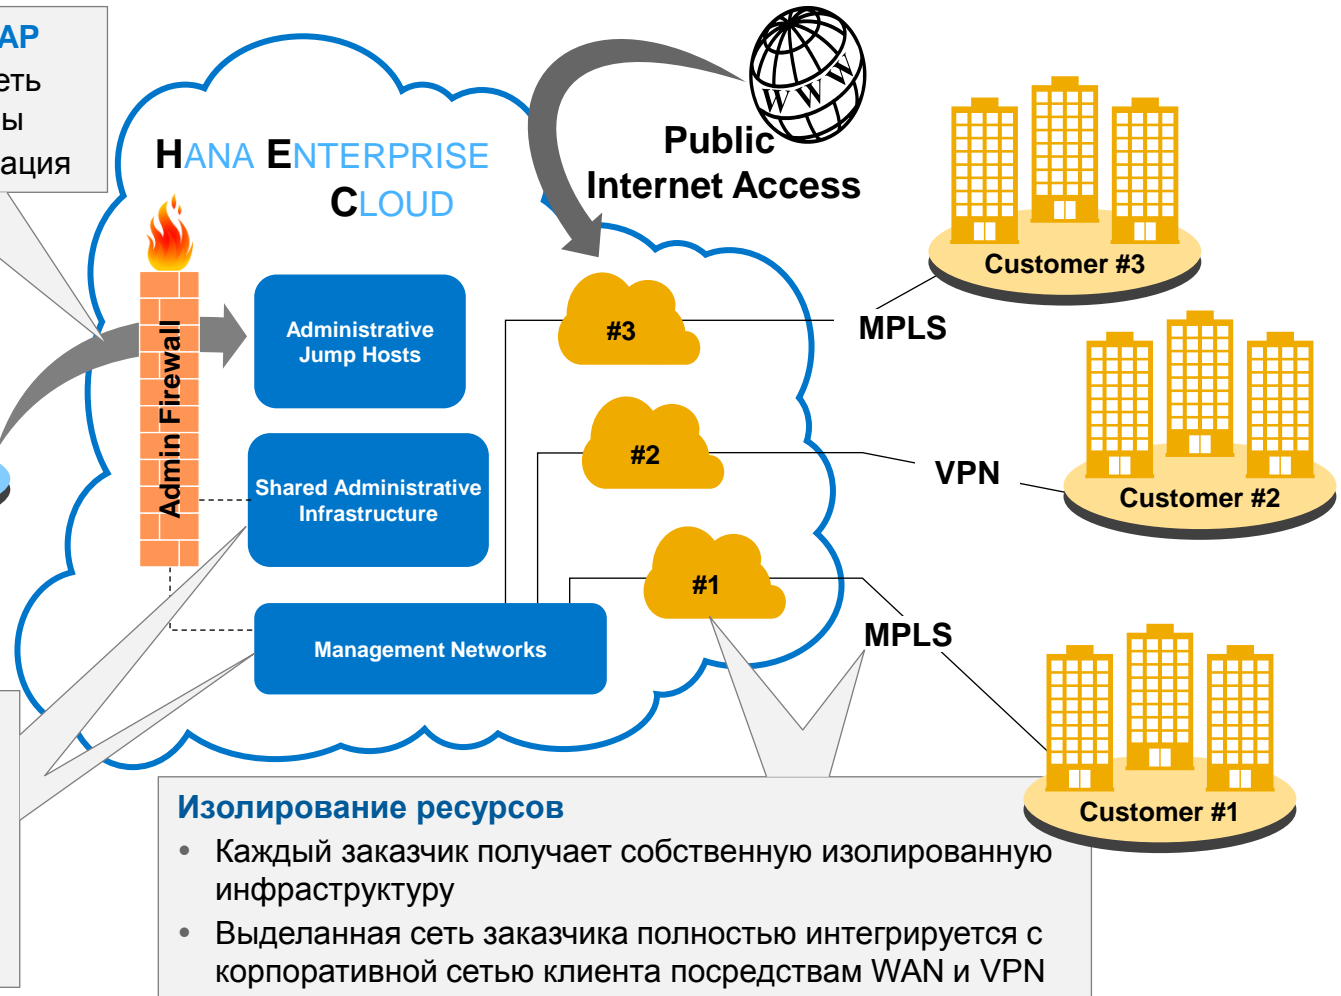 АР
еть
ы
ация
HANA ENTERPRISE
CLOUD
WWW
Public
Internet Access
Customer #3
Administrative
Jump Hosts
#3
MPLS
Admin Firewall
#2
VPN
Customer #2
Shared Administrative
Infrastructure
#1
MPLS
Management Networks
Customer #1
Изолирование ресурсов
• Каждый заказчик получает собственную изолированную
инфраструктуру
• Выделанная сеть заказчика полностью интегрируется с
корпоративной сетью клиента посредствам WAN и VPN